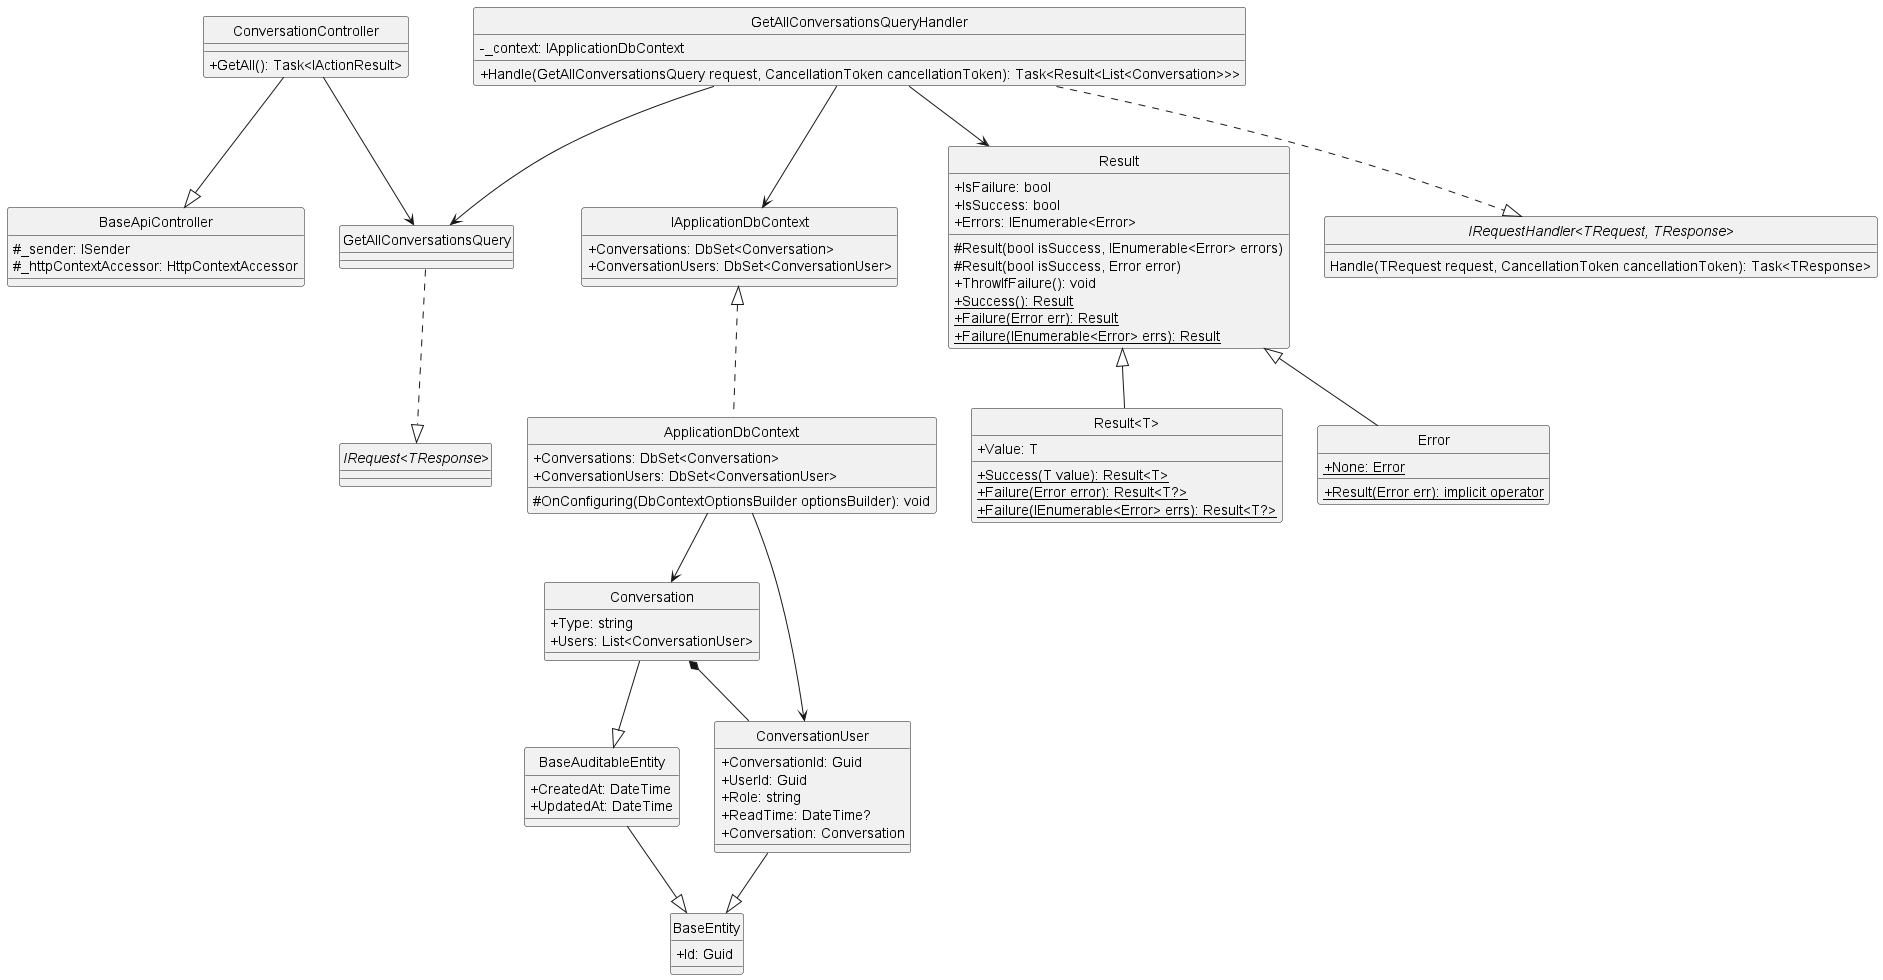 ConversationController
+GetAll(): Task<IActionResult>
GetAllConversationsQueryHandler
-_context: IApplicationDbContext
+Handle(GetAllConversationsQuery request, CancellationToken cancellationToken): Task<Result<List<Conversation>>>
BaseApiController
#_sender: ISender
#_httpContextAccessor: HttpContextAccessor
GetAllConversationsQuery
IApplicationDbContext
+Conversations: DbSet<Conversation>
+ConversationUsers: DbSet<ConversationUser>
Result
+IsFailure: bool
+IsSuccess: bool
+Errors: IEnumerable<Error>
#Result(bool isSuccess, IEnumerable<Error> errors)
#Result(bool isSuccess, Error error)
+ThrowIfFailure(): void
+Success(): Result
+Failure(Error err): Result
+Failure(IEnumerable<Error> errs): Result
IRequestHandler<TRequest, TResponse>
Handle(TRequest request, CancellationToken cancellationToken): Task<TResponse>
IRequest<TResponse>
ApplicationDbContext
+Conversations: DbSet<Conversation>
+ConversationUsers: DbSet<ConversationUser>
#OnConfiguring(DbContextOptionsBuilder optionsBuilder): void
Result<T>
+Value: T
+Success(T value): Result<T>
+Failure(Error error): Result<T?>
+Failure(IEnumerable<Error> errs): Result<T?>
Error
+None: Error
+Result(Error err): implicit operator
Conversation
+Type: string
+Users: List<ConversationUser>
BaseAuditableEntity
+CreatedAt: DateTime
+UpdatedAt: DateTime
ConversationUser
+ConversationId: Guid
+UserId: Guid
+Role: string
+ReadTime: DateTime?
+Conversation: Conversation
BaseEntity
+Id: Guid